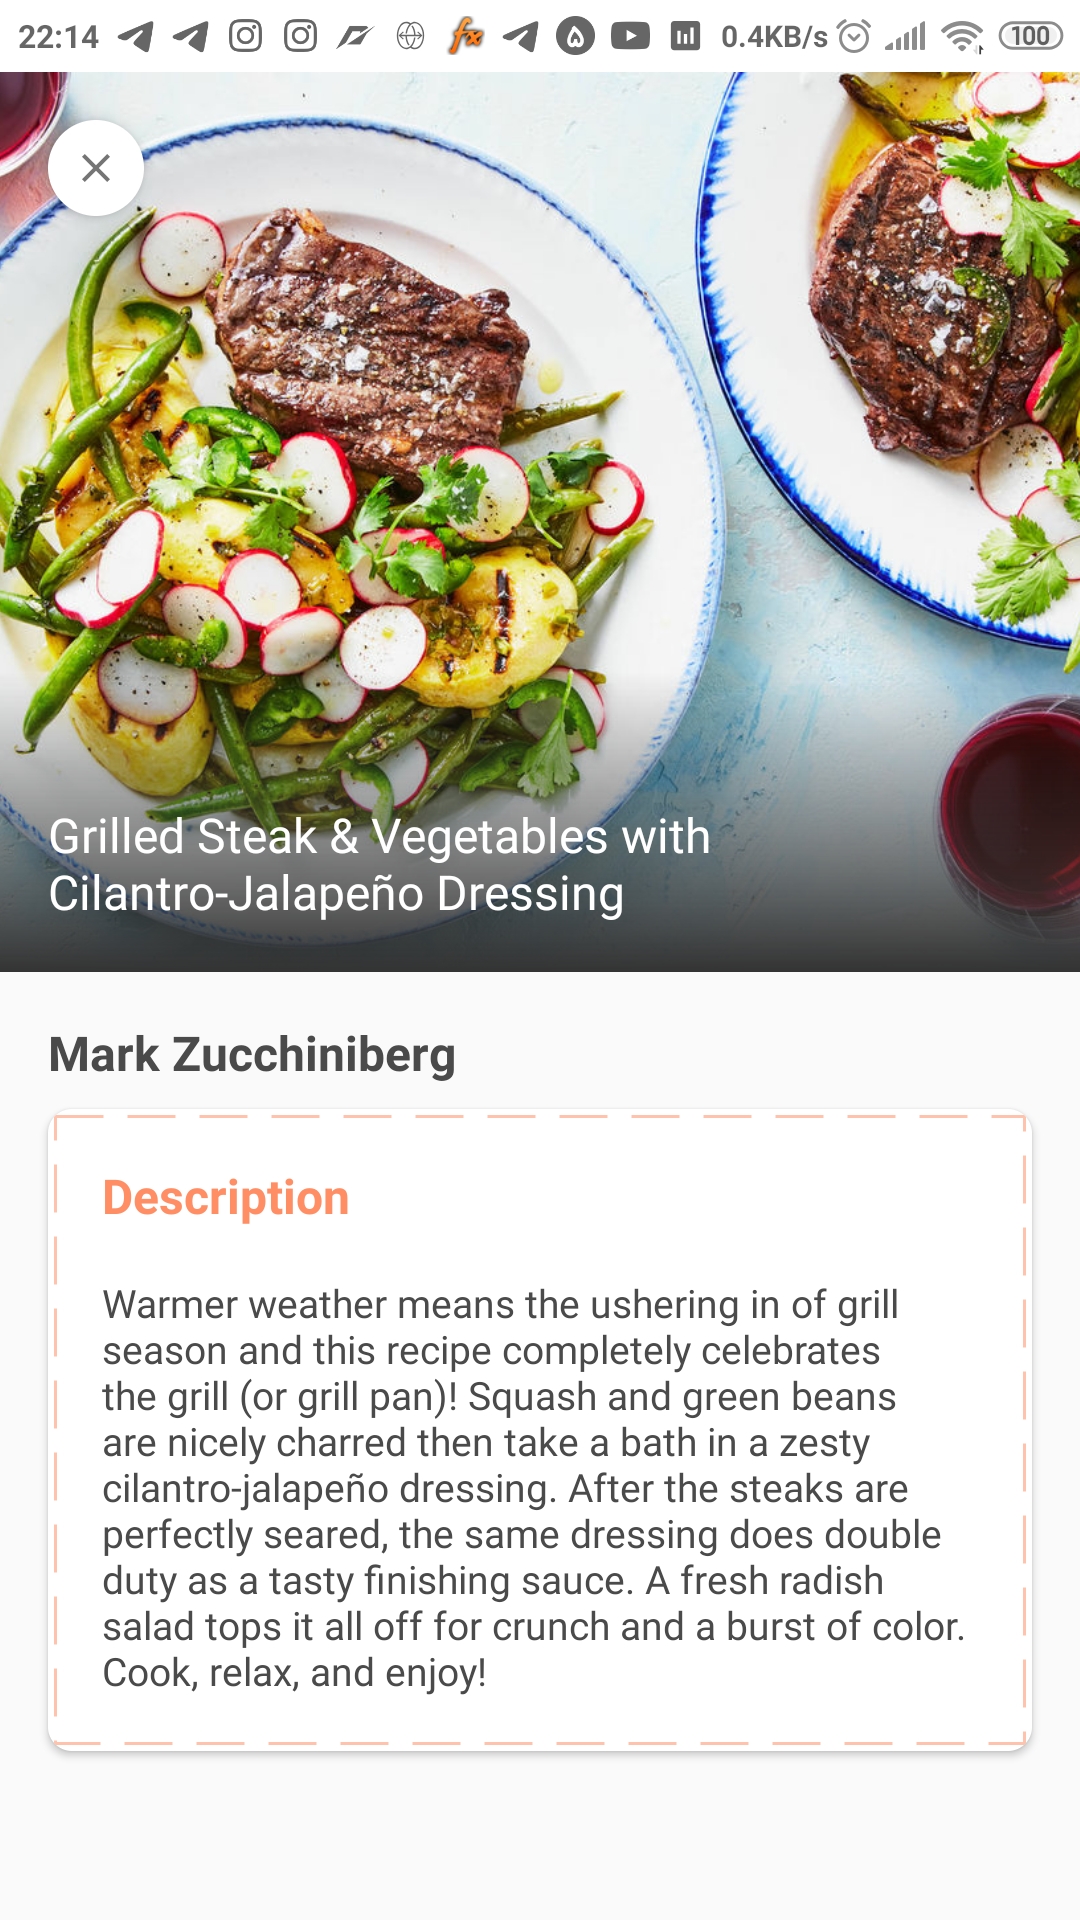 22:14 0.4KB/s 100
Grilled Steak & Vegetables with
Cilantro-Jalapeño Dressing
Mark Zucchiniberg
Description
Warmer weather means the ushering in of grill
season and this recipe completely celebrates
the grill (or grill pan)! Squash and green beans
are nicely charred then take a bath in a zesty
cilantro-jalapeño dressing. After the steaks are
perfectly seared, the same dressing does double
duty as a tasty finishing sauce. A fresh radish
salad tops it all off for crunch and a burst of color.
Cook, relax, and enjoy!